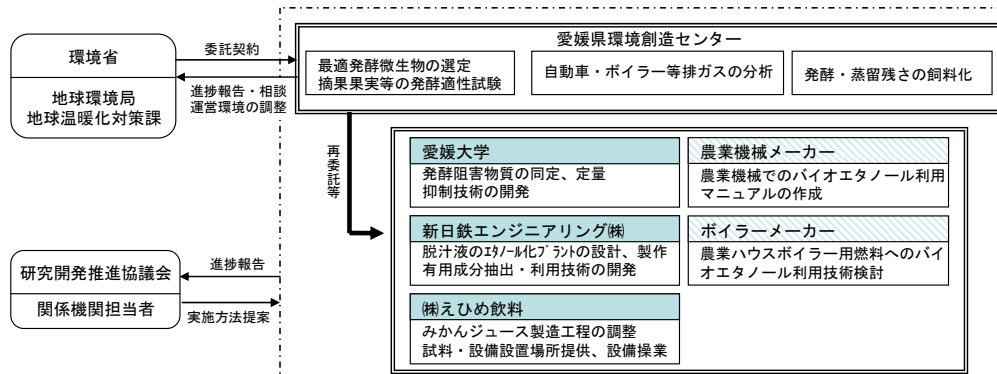 環境省
地球環境局
地球温暖化対策課
委託契約
進捗報告・相談
運営環境の調整
愛媛県環境創造センター
最適発酵微生物の選定
摘果果実等の発酵適性試験
自動車・ボイラー等排ガスの分析
発酵・蒸留残さの飼料化
再委託等
愛媛大学
発酵阻害物質の同定、定量
抑制技術の開発
農業機械メーカー
農業機械でのバイオエタノール利用
マニュアルの作成
新日鉄エンジニアリング㈱
脱汁液のｴﾀﾉｰﾙ化ﾌﾟﾗﾝﾄの設計、製作
有用成分抽出・利用技術の開発
ボイラーメーカー
農業ハウスボイラー用燃料へのバイ
オエタノール利用技術検討
㈱えひめ飲料
みかんジュース製造工程の調整
試料・設備設置場所提供、設備操業
研究開発推進協議会
関係機関担当者
進捗報告
実施方法提案